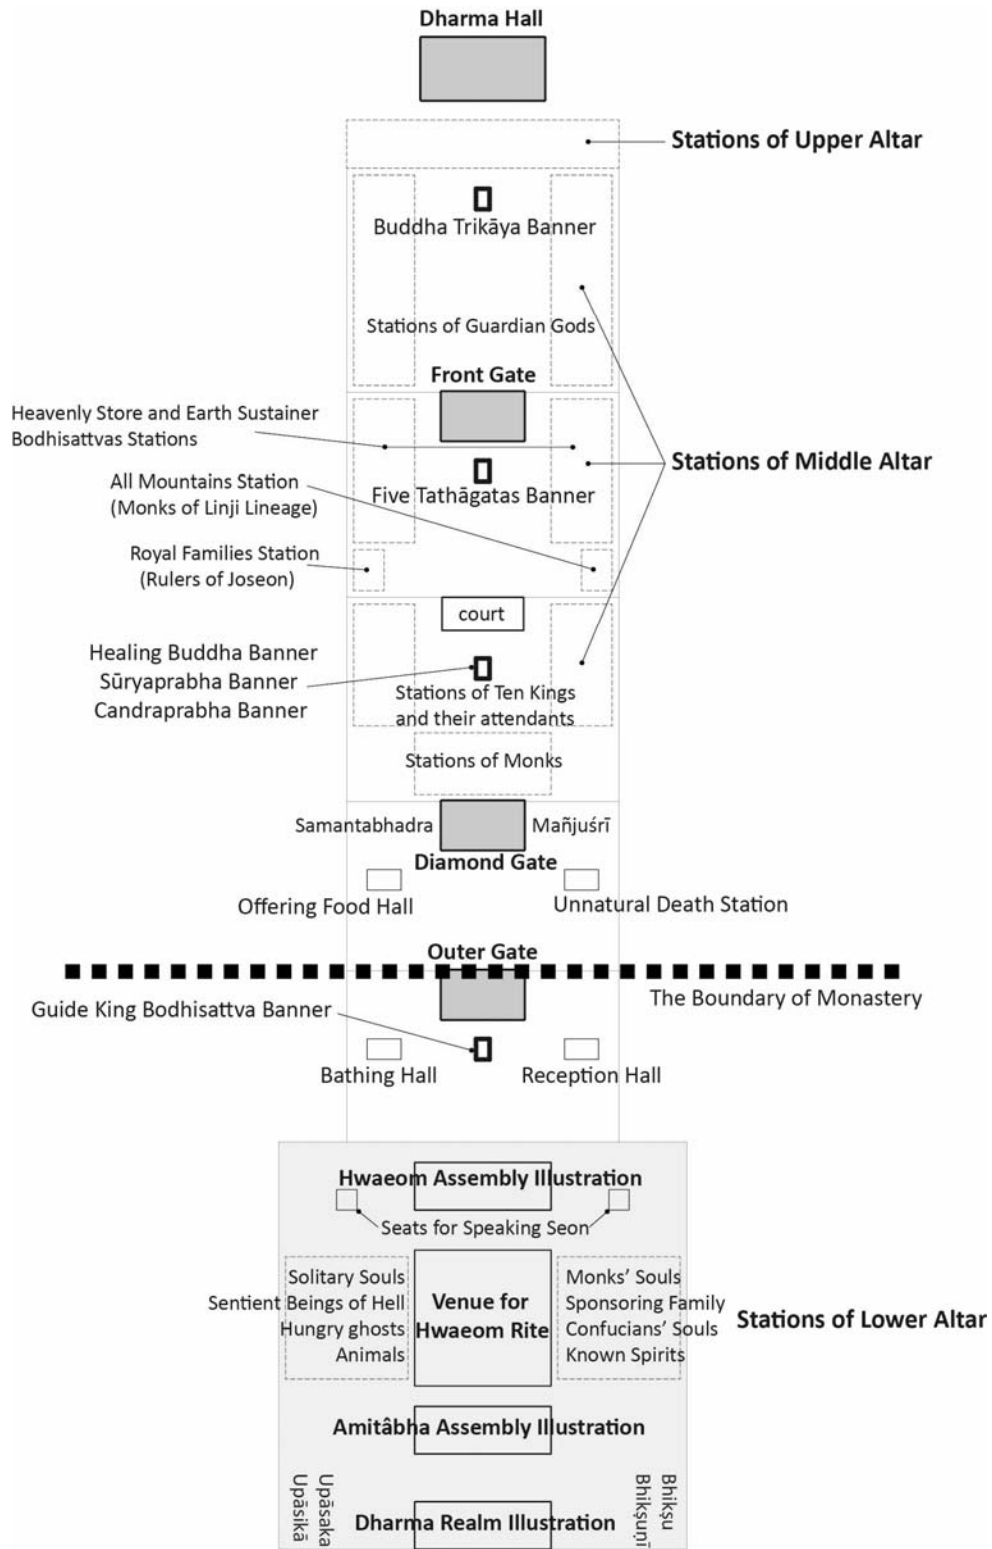 Dharma Hall
Stations of Upper Altar
Buddha Trikāya Banner
Stations of Guardian Gods
Front Gate
Heavenly Store and Earth Sustainer
Bodhisattvas Stations
Stations of Middle Altar
All Mountains Station
(Monks of Linji Lineage)
Five Tathāgatas Banner
Royal Families Station
(Rulers of Joseon)
court
Healing Buddha Banner
Sūryaprabha Banner
Candraprabha Banner
Stations of Ten Kings
and their attendants
Stations of Monks
Samantabhadra
Mañjuśrī
Diamond Gate
Offering Food Hall
Unnatural Death Station
Outer Gate
The Boundary of Monastery
Guide King Bodhisattva Banner
Bathing Hall
Reception Hall
Hwaeom Assembly Illustration
Seats for Speaking Seon
Solitary Souls
Sentient Beings of Hell
Hungry ghosts
Animals
Venue for
Hwaeom Rite
Monks' Souls
Sponsoring Family
Confucians' Souls
Known Spirits
Stations of Lower Altar
Amitâbha Assembly Illustration
Upāsikā
Upāsaka
Dharma Realm Illustration
Bhikṣuṇī
Bhikṣu